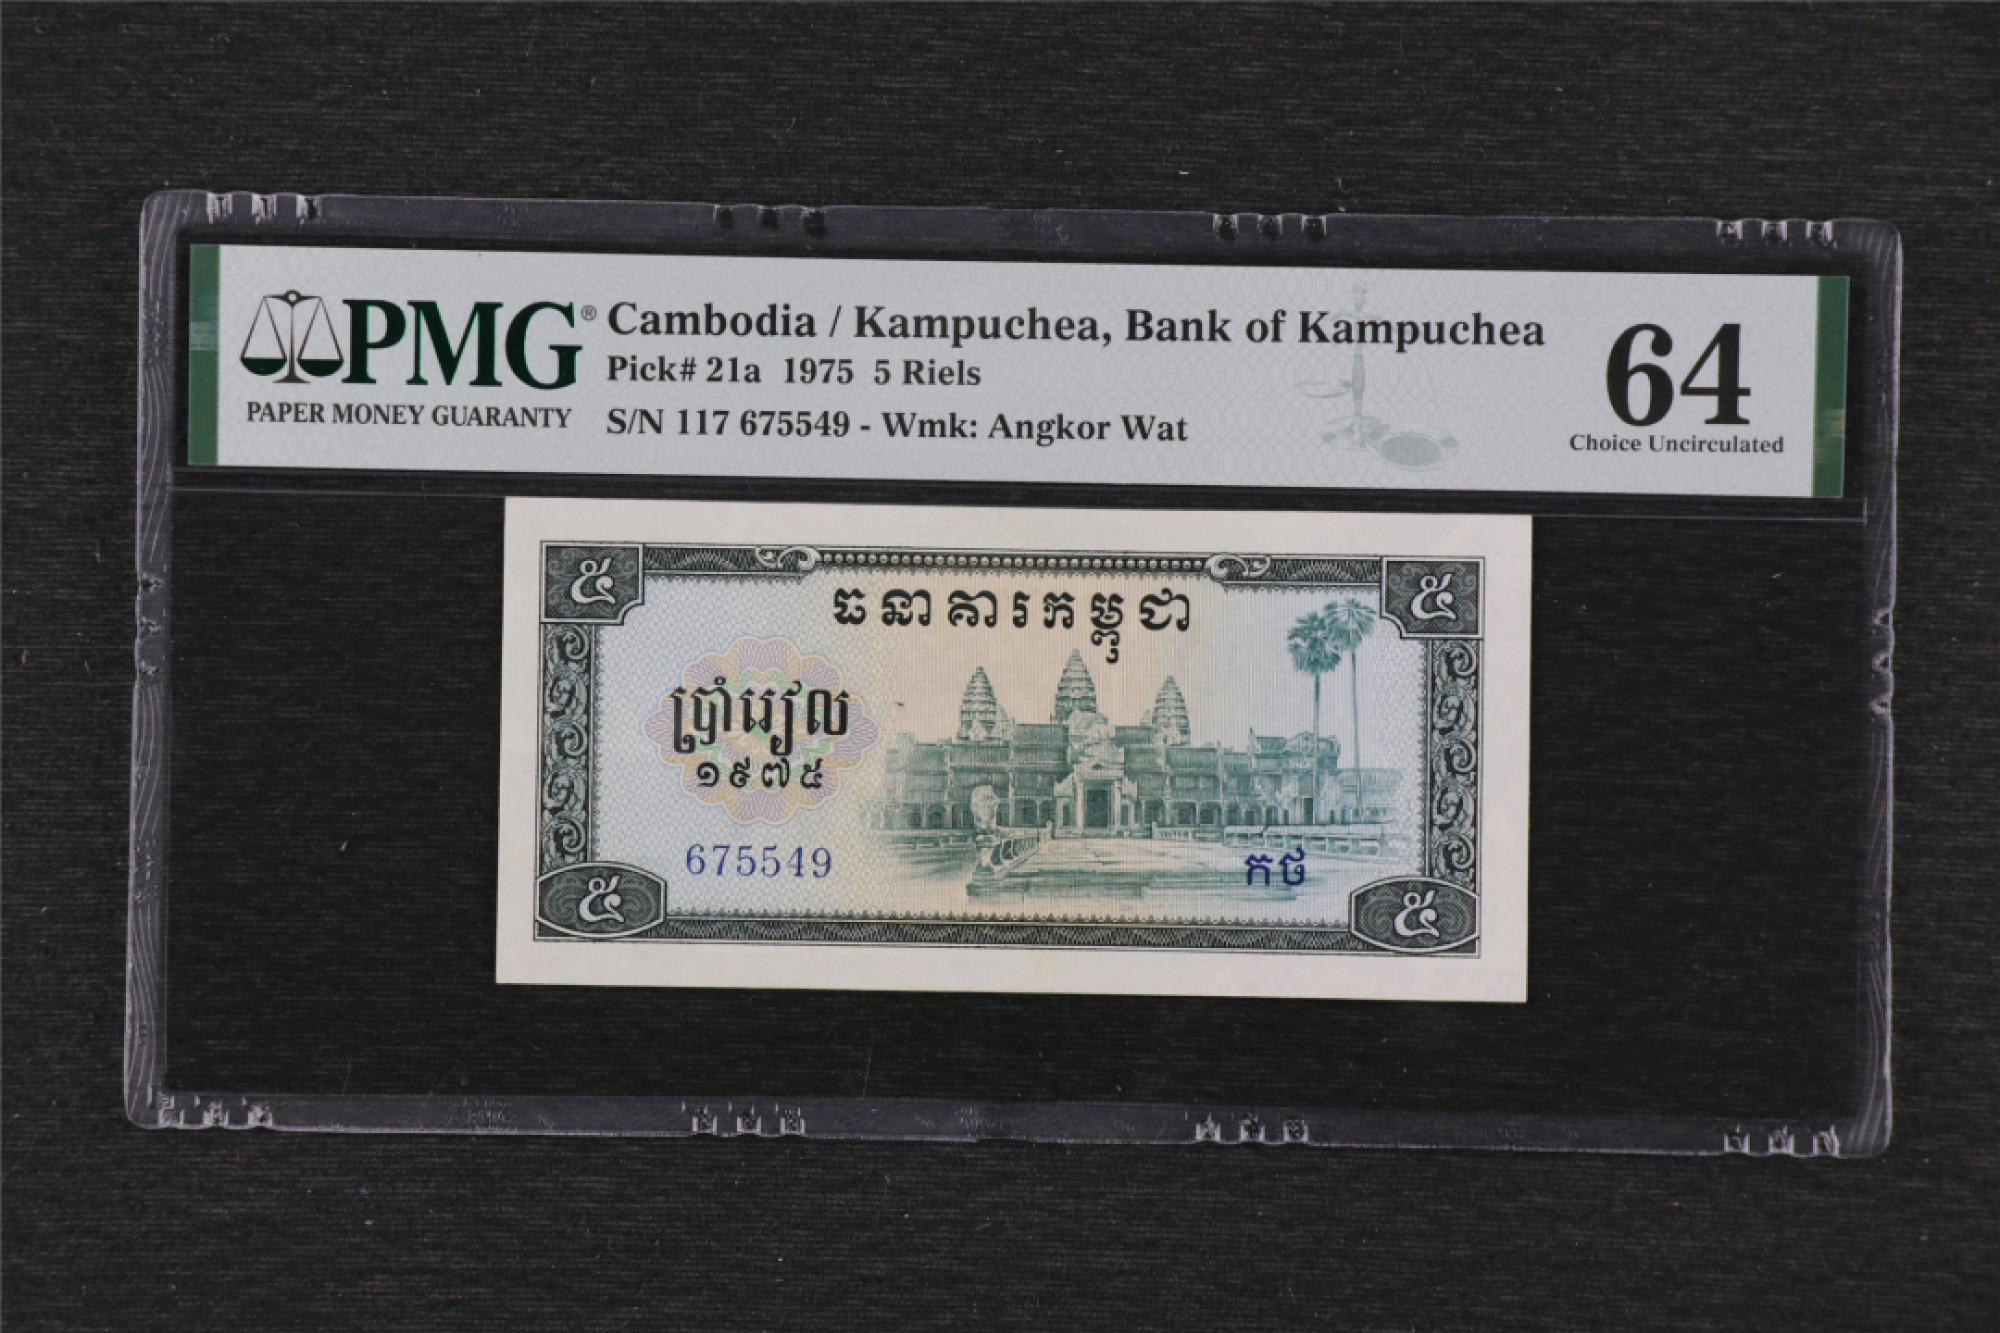 PMG®
PAPER MONEY GUARANTY
Cambodia / Kampuchea, Bank of Kampuchea
Pick# 21a 1975 5 Riels
S/N 117 675549 - Wmk: Angkor Wat
64
Choice Uncirculated
៥ ៥
ធនាគារកម្ពុជា
ប្រាំរៀល
១៩៧៥
675549
កថ
៥ ៥